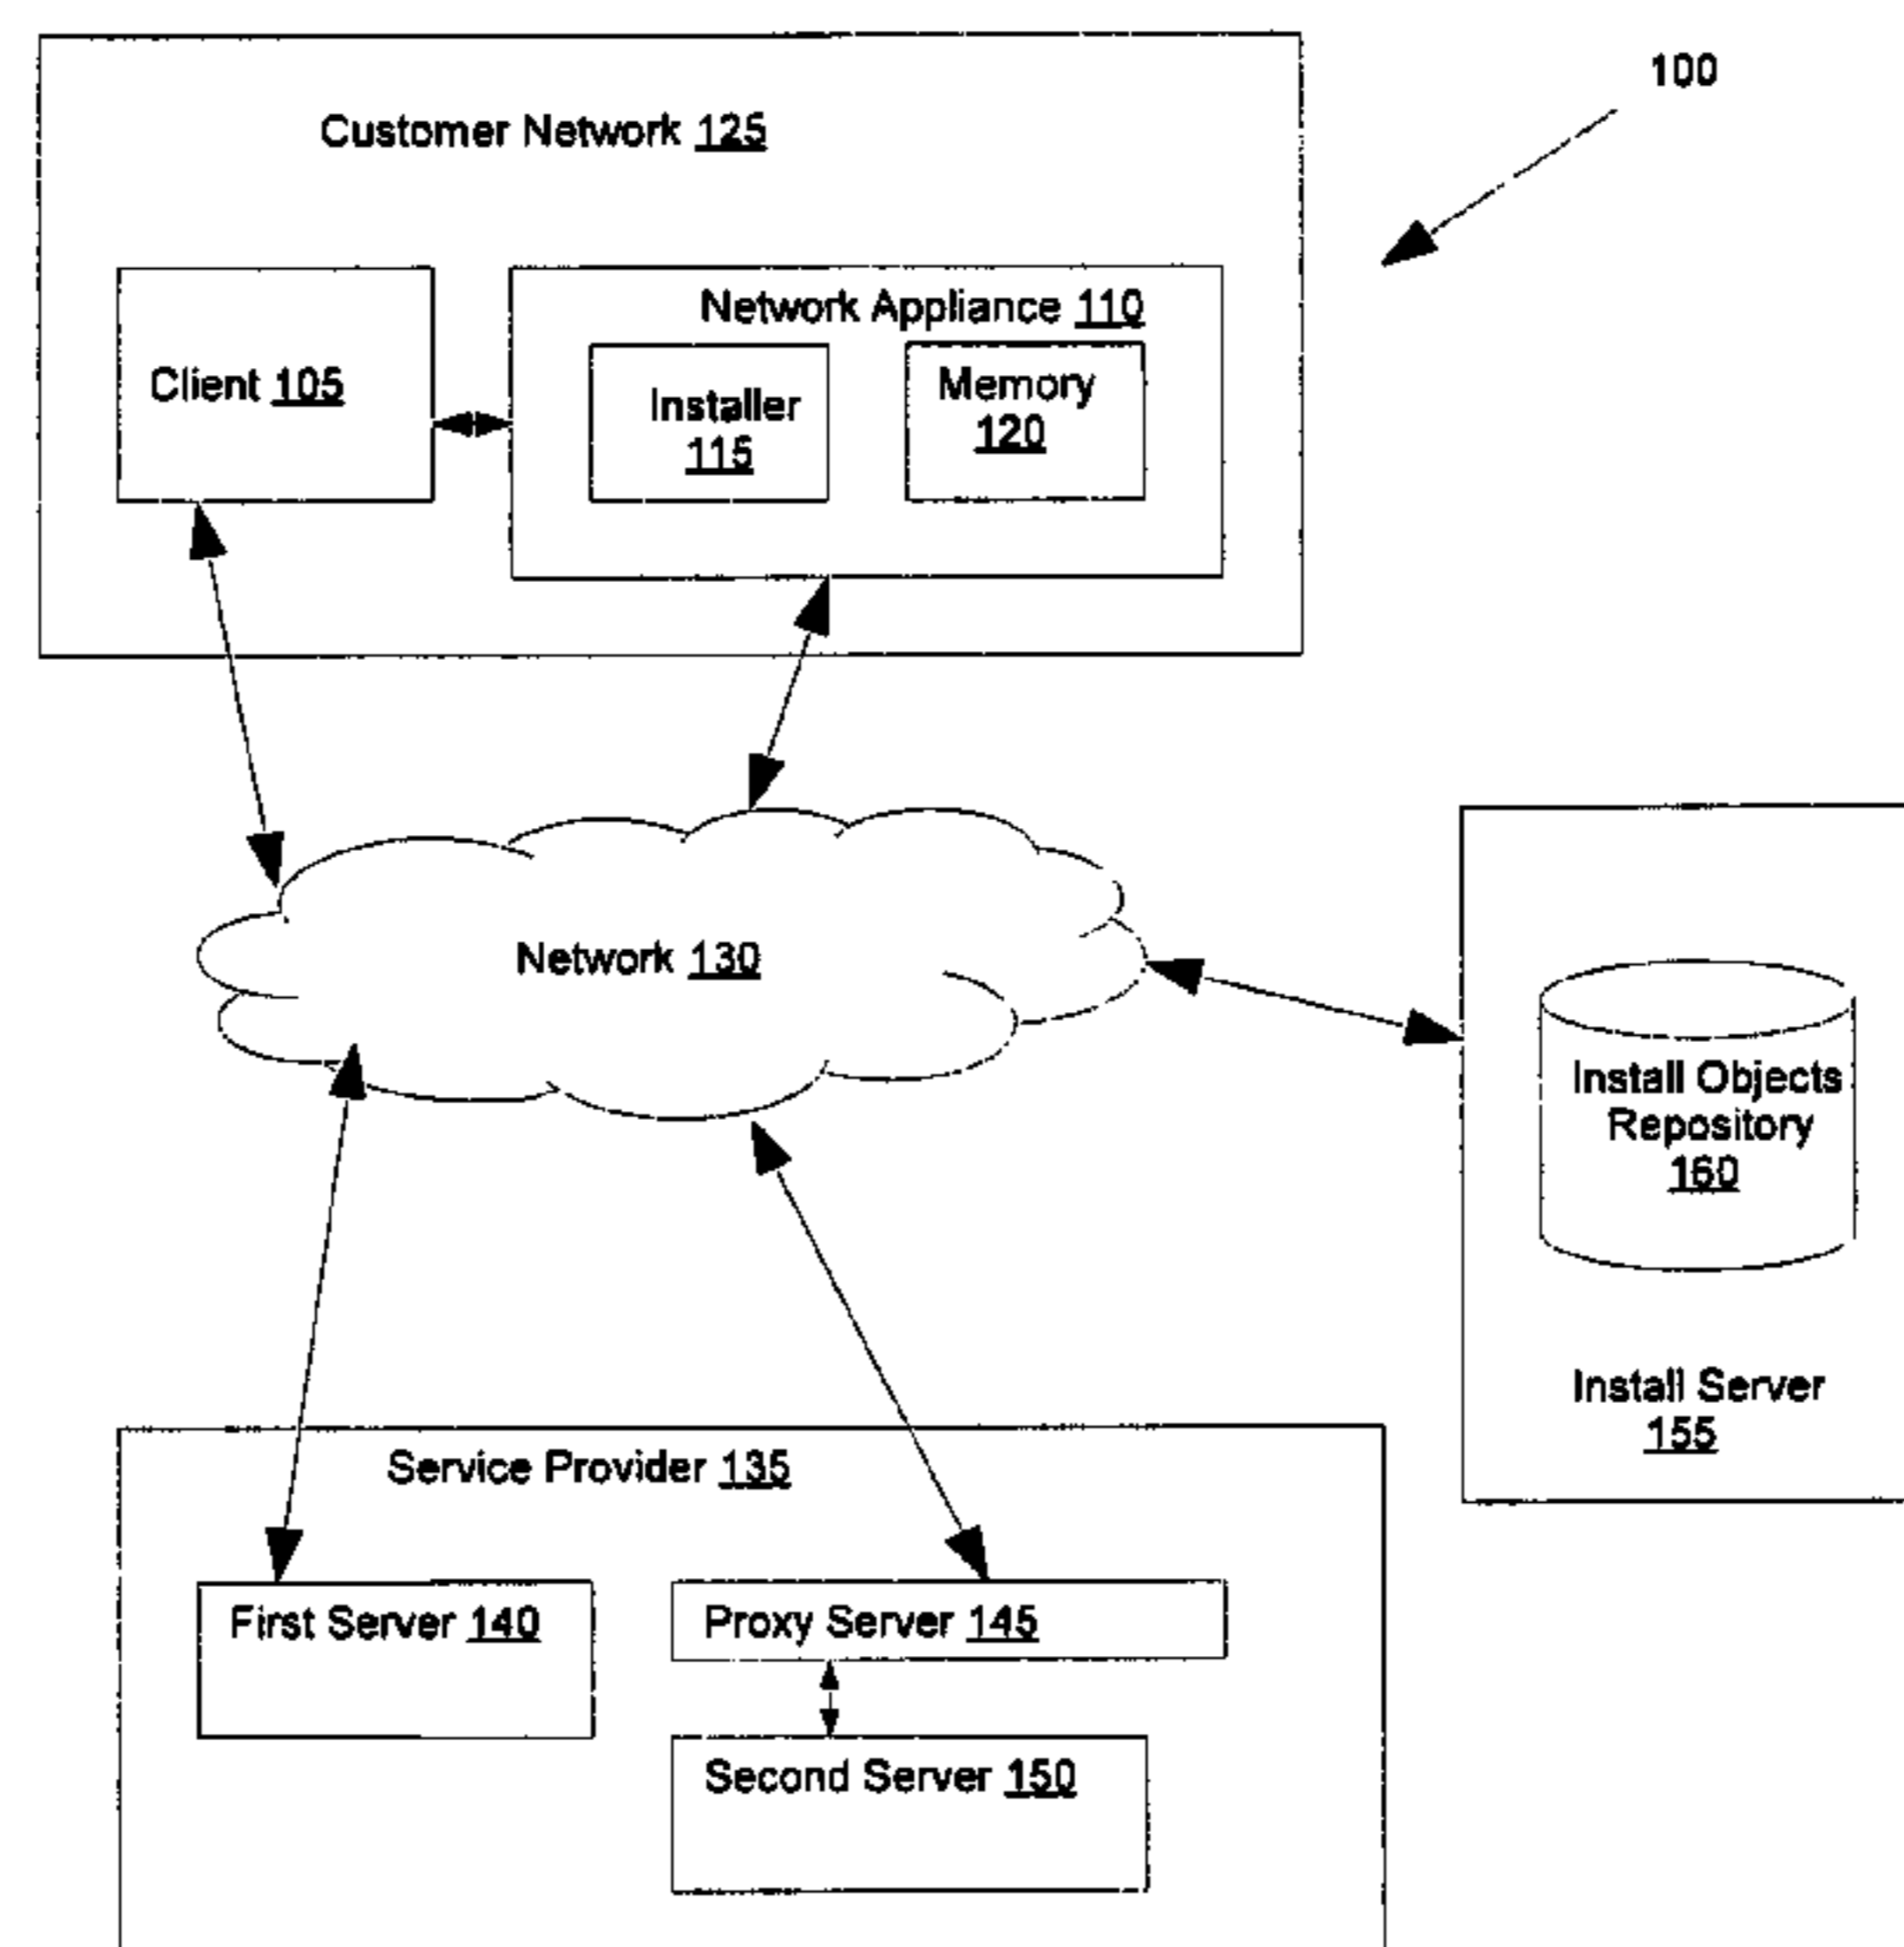 100
Customer Network 125
Network Appliance 110
Client 105
Installer
115
Memory
120
Network 130
Install Objects
Repository
160
Install Server
155
Service Provider 135
First Server 140
Proxy Server 145
Second Server 150